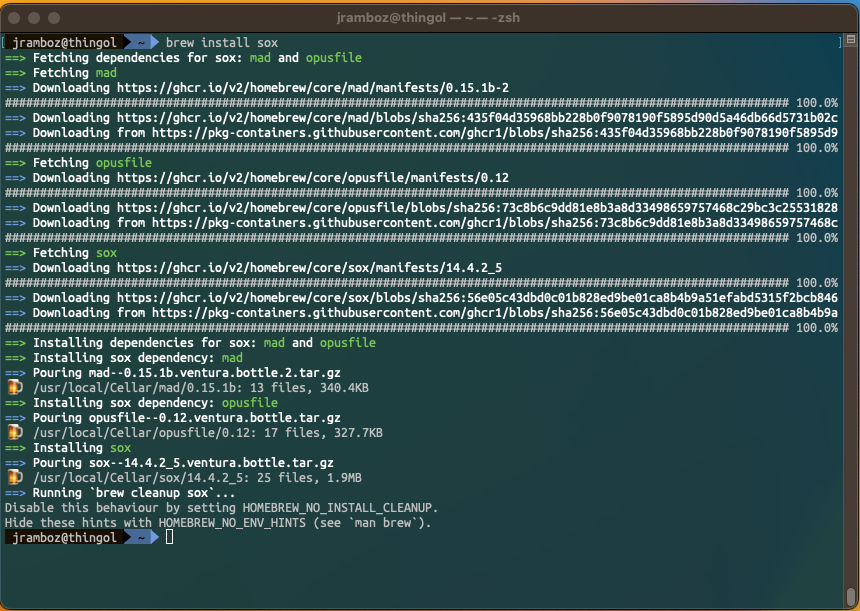 jramboz@thingol — ~ — -zsh
[ jramboz@thingol ~ brew install sox ]
==> Fetching dependencies for sox: mad and opusfile
==> Fetching mad
==> Downloading https://ghcr.io/v2/homebrew/core/mad/manifests/0.15.1b-2
################################################################################################################ 100.0%
==> Downloading https://ghcr.io/v2/homebrew/core/mad/blobs/sha256:435f04d35968bb228b0f9078190f5895d90d5a46db66d5731b02c
==> Downloading from https://pkg-containers.githubusercontent.com/ghcr1/blobs/sha256:435f04d35968bb228b0f9078190f5895d9
################################################################################################################ 100.0%
==> Fetching opusfile
==> Downloading https://ghcr.io/v2/homebrew/core/opusfile/manifests/0.12
################################################################################################################ 100.0%
==> Downloading https://ghcr.io/v2/homebrew/core/opusfile/blobs/sha256:73c8b6c9dd81e8b3a8d33498659757468c29bc3c25531828
==> Downloading from https://pkg-containers.githubusercontent.com/ghcr1/blobs/sha256:73c8b6c9dd81e8b3a8d33498659757468c
################################################################################################################ 100.0%
==> Fetching sox
==> Downloading https://ghcr.io/v2/homebrew/core/sox/manifests/14.4.2_5
################################################################################################################ 100.0%
==> Downloading https://ghcr.io/v2/homebrew/core/sox/blobs/sha256:56e05c43dbd0c01b828ed9be01ca8b4b9a51efabd5315f2bcb846
==> Downloading from https://pkg-containers.githubusercontent.com/ghcr1/blobs/sha256:56e05c43dbd0c01b828ed9be01ca8b4b9a
################################################################################################################ 100.0%
==> Installing dependencies for sox: mad and opusfile
==> Installing sox dependency: mad
==> Pouring mad--0.15.1b.ventura.bottle.2.tar.gz
🍺 /usr/local/Cellar/mad/0.15.1b: 13 files, 340.4KB
==> Installing sox dependency: opusfile
==> Pouring opusfile--0.12.ventura.bottle.tar.gz
🍺 /usr/local/Cellar/opusfile/0.12: 17 files, 327.7KB
==> Installing sox
==> Pouring sox--14.4.2_5.ventura.bottle.tar.gz
🍺 /usr/local/Cellar/sox/14.4.2_5: 25 files, 1.9MB
==> Running `brew cleanup sox`...
Disable this behaviour by setting HOMEBREW_NO_INSTALL_CLEANUP.
Hide these hints with HOMEBREW_NO_ENV_HINTS (see `man brew`).
jramboz@thingol ~